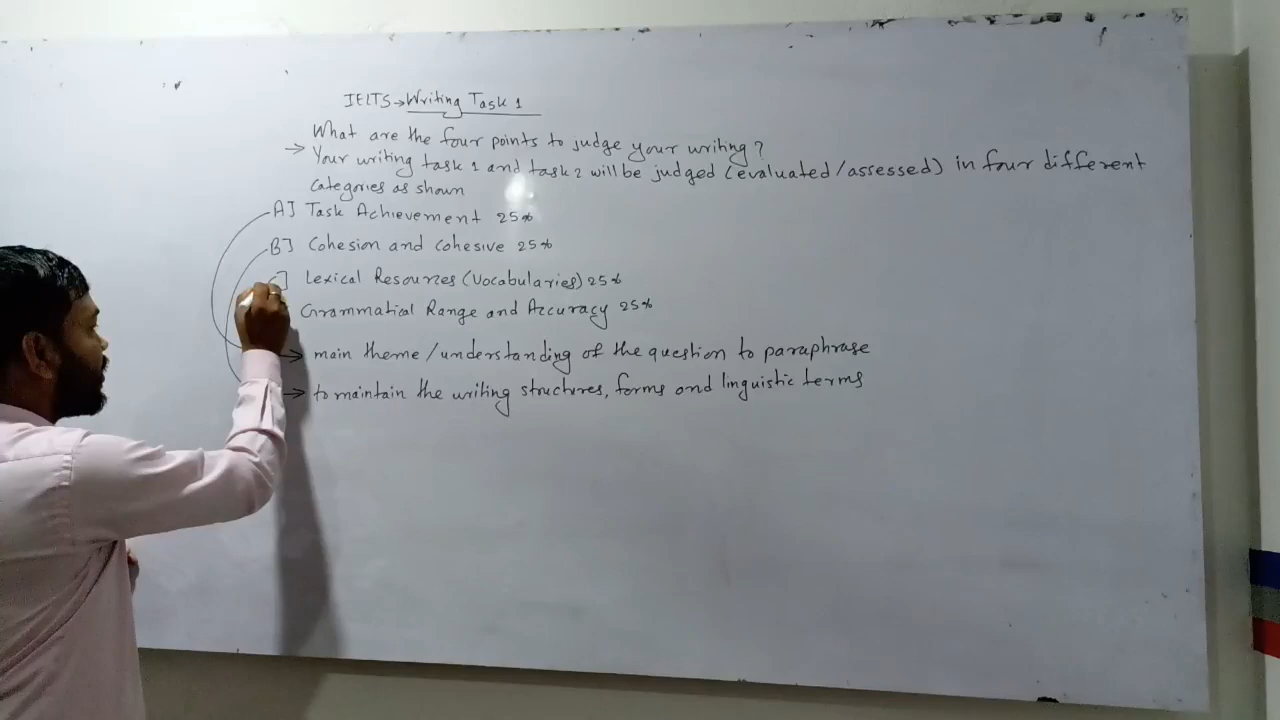 IELTS→Writing Task 1
What are the four points to judge your writing?
→ Your writing task 1 and task 2 will be judged (evaluated/assessed) in four different
categories as shown
A] Task Achievement 25%
B] Cohesion and cohesive 25%
] Lexical Resources (Vocabularies) 25%
Grammatical Range and Accuracy 25%
→ main theme/understanding of the question to paraphrase
→ to maintain the writing structures, forms and linguistic terms